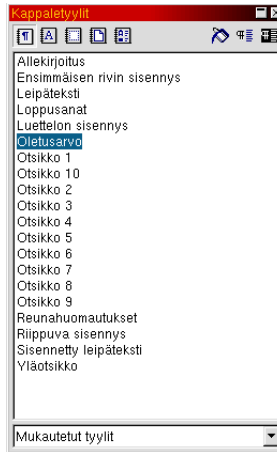 Kappaletyylit
Allekirjoitus
Ensimmäisen rivin sisennys
Leipäteksti
Loppusanat
Luettelon sisennys
Oletusarvo
Otsikko 1
Otsikko 10
Otsikko 2
Otsikko 3
Otsikko 4
Otsikko 5
Otsikko 6
Otsikko 7
Otsikko 8
Otsikko 9
Reunahuomautukset
Riippuva sisennys
Sisennetty leipäteksti
Yläotsikko
Mukautetut tyylit